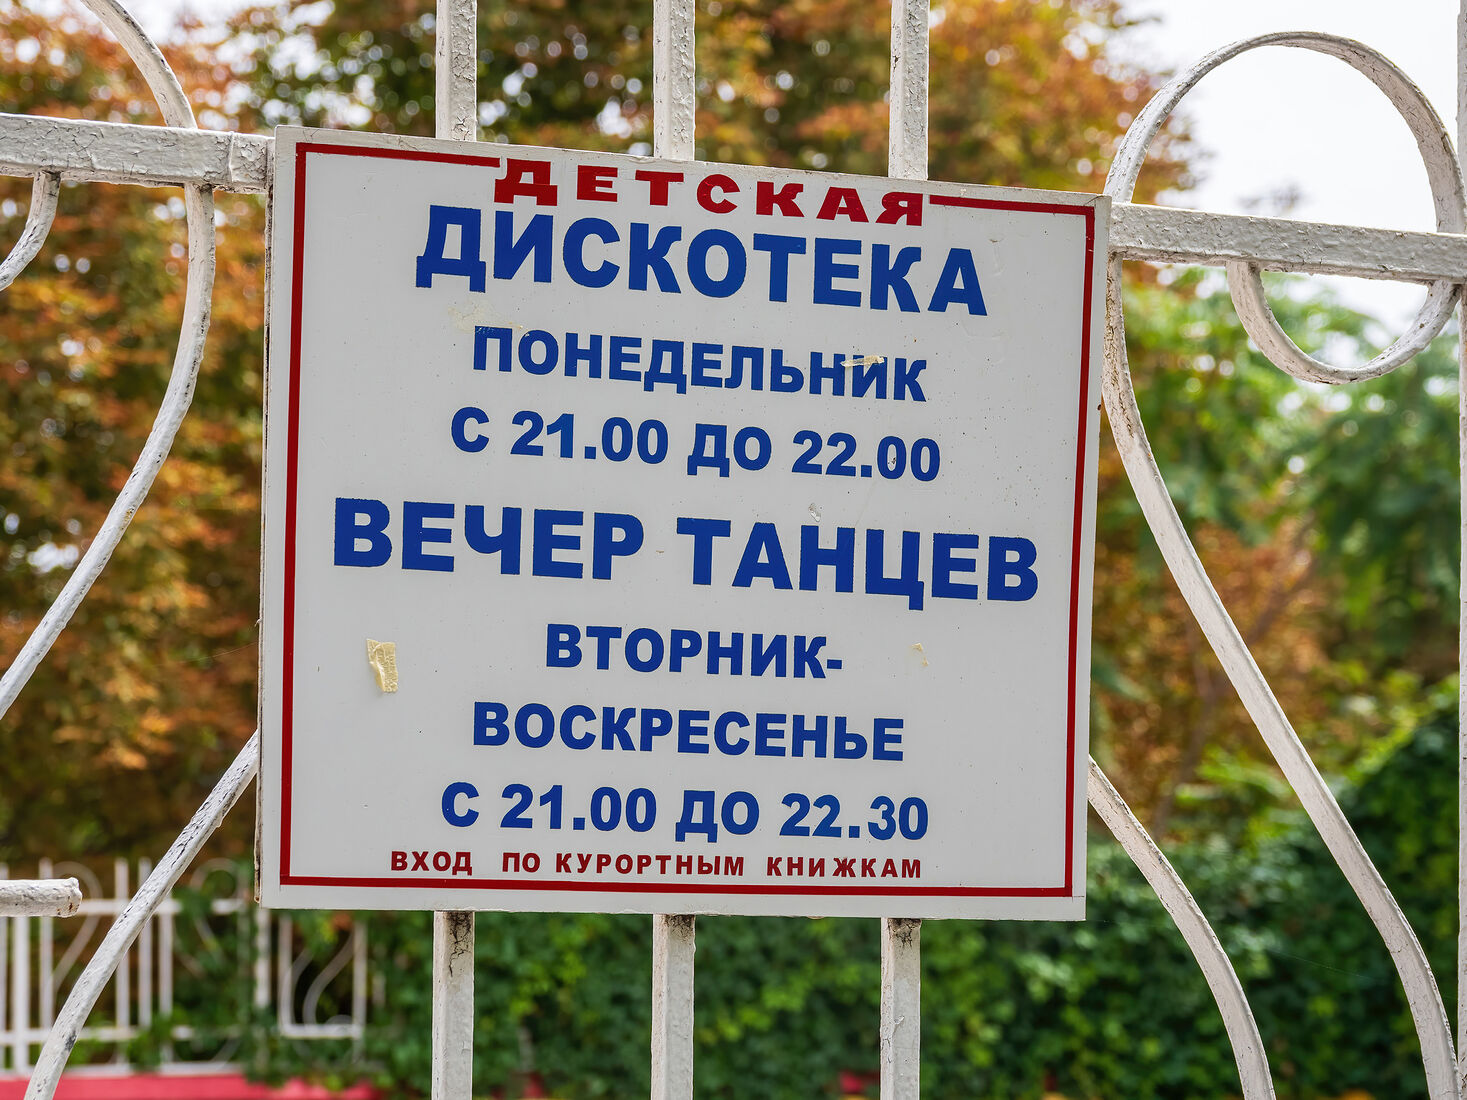 ДЕТСКАЯ
ДИСКОТЕКА
ПОНЕДЕЛЬНИК
С 21.00 ДО 22.00
ВЕЧЕР ТАНЦЕВ
ВТОРНИК-
ВОСКРЕСЕНЬЕ
С 21.00 ДО 22.30
ВХОД ПО КУРОРТНЫМ КНИЖКАМ